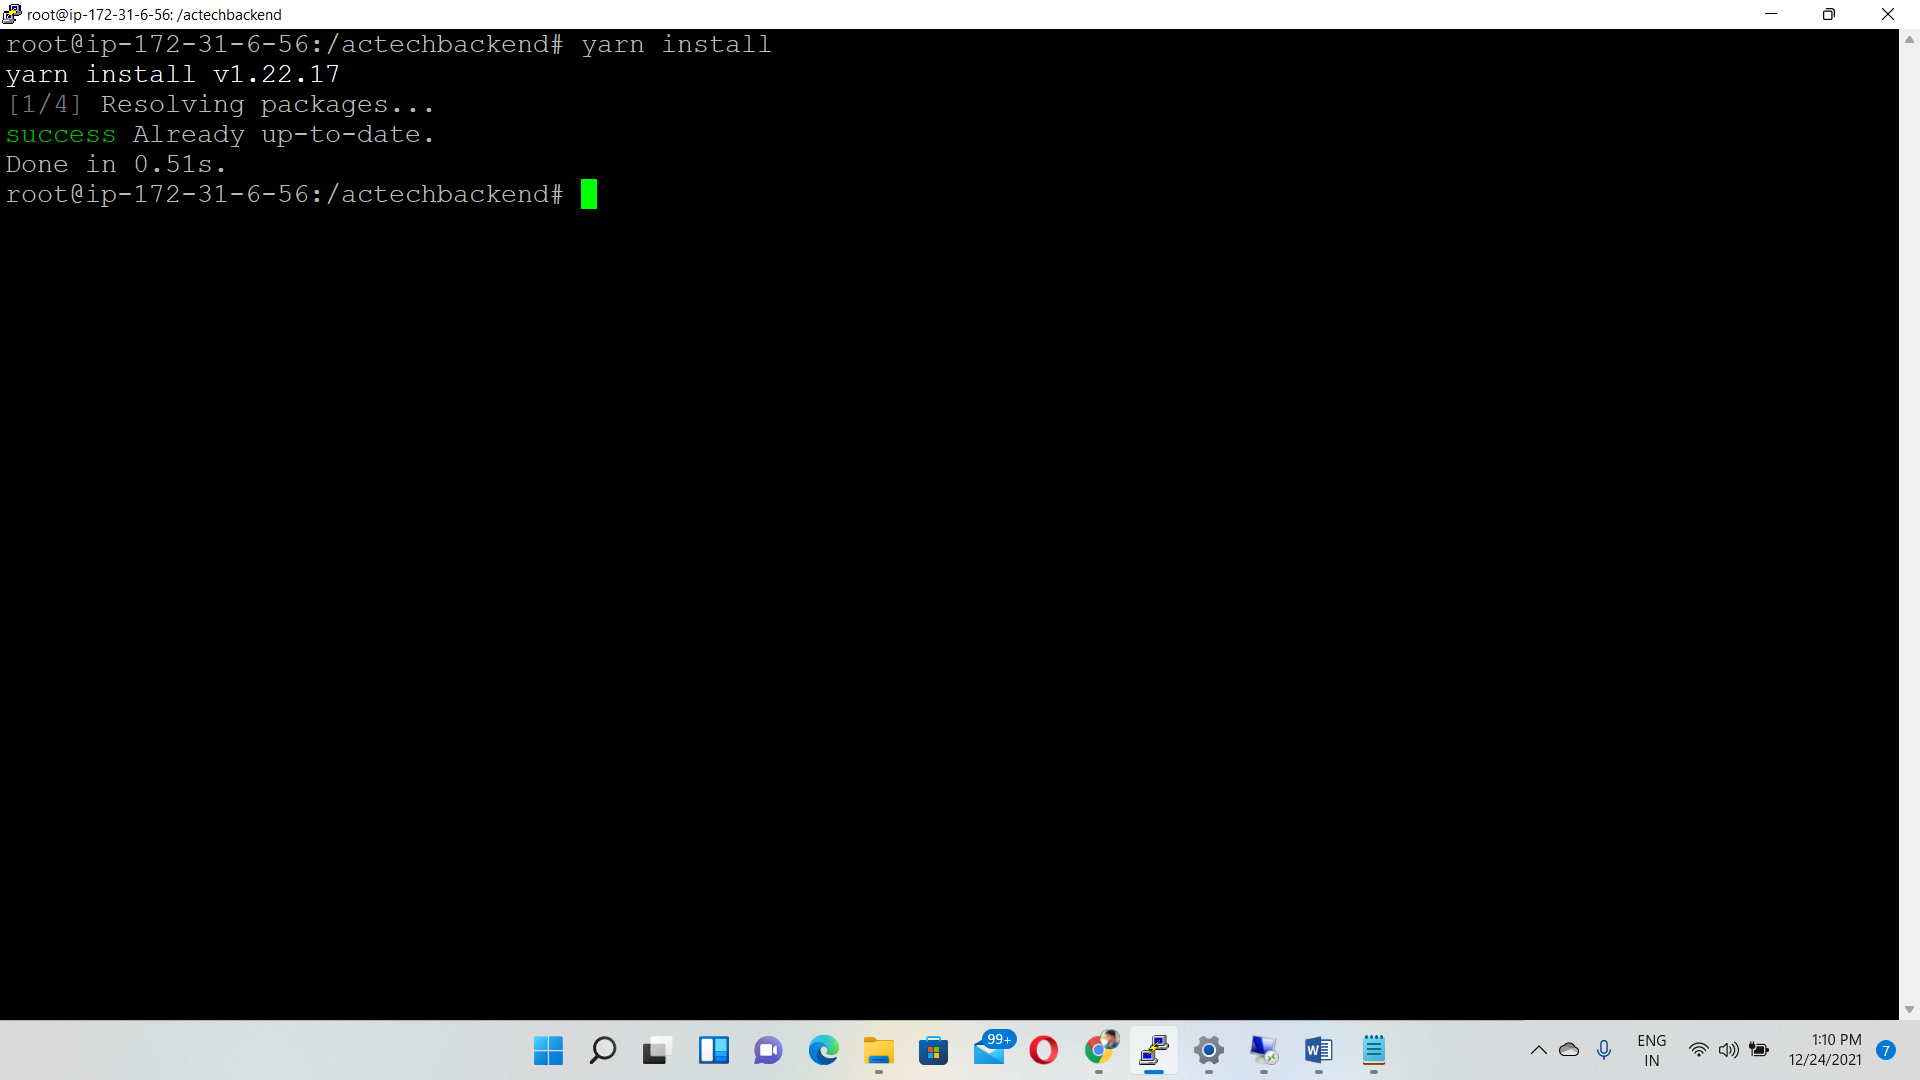 root@ip-172-31-6-56: /actechbackend
root@ip-172-31-6-56:/actechbackend# yarn install
yarn install v1.22.17
[1/4] Resolving packages...
success Already up-to-date.
Done in 0.51s.
root@ip-172-31-6-56:/actechbackend#
99+
W
ENG
IN
1:10 PM
12/24/2021
7